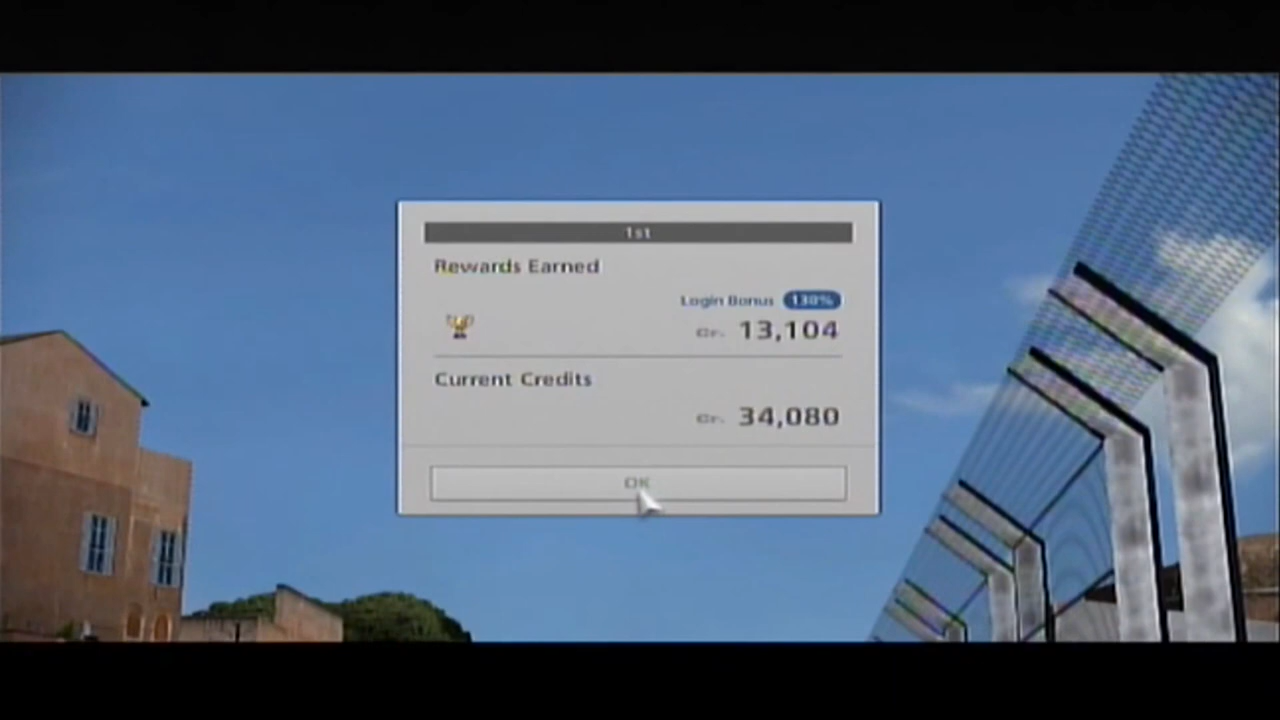 1st
Rewards Earned
Login Bonus 130%
Cr. 13,104
Current Credits
Cr. 34,080
OK